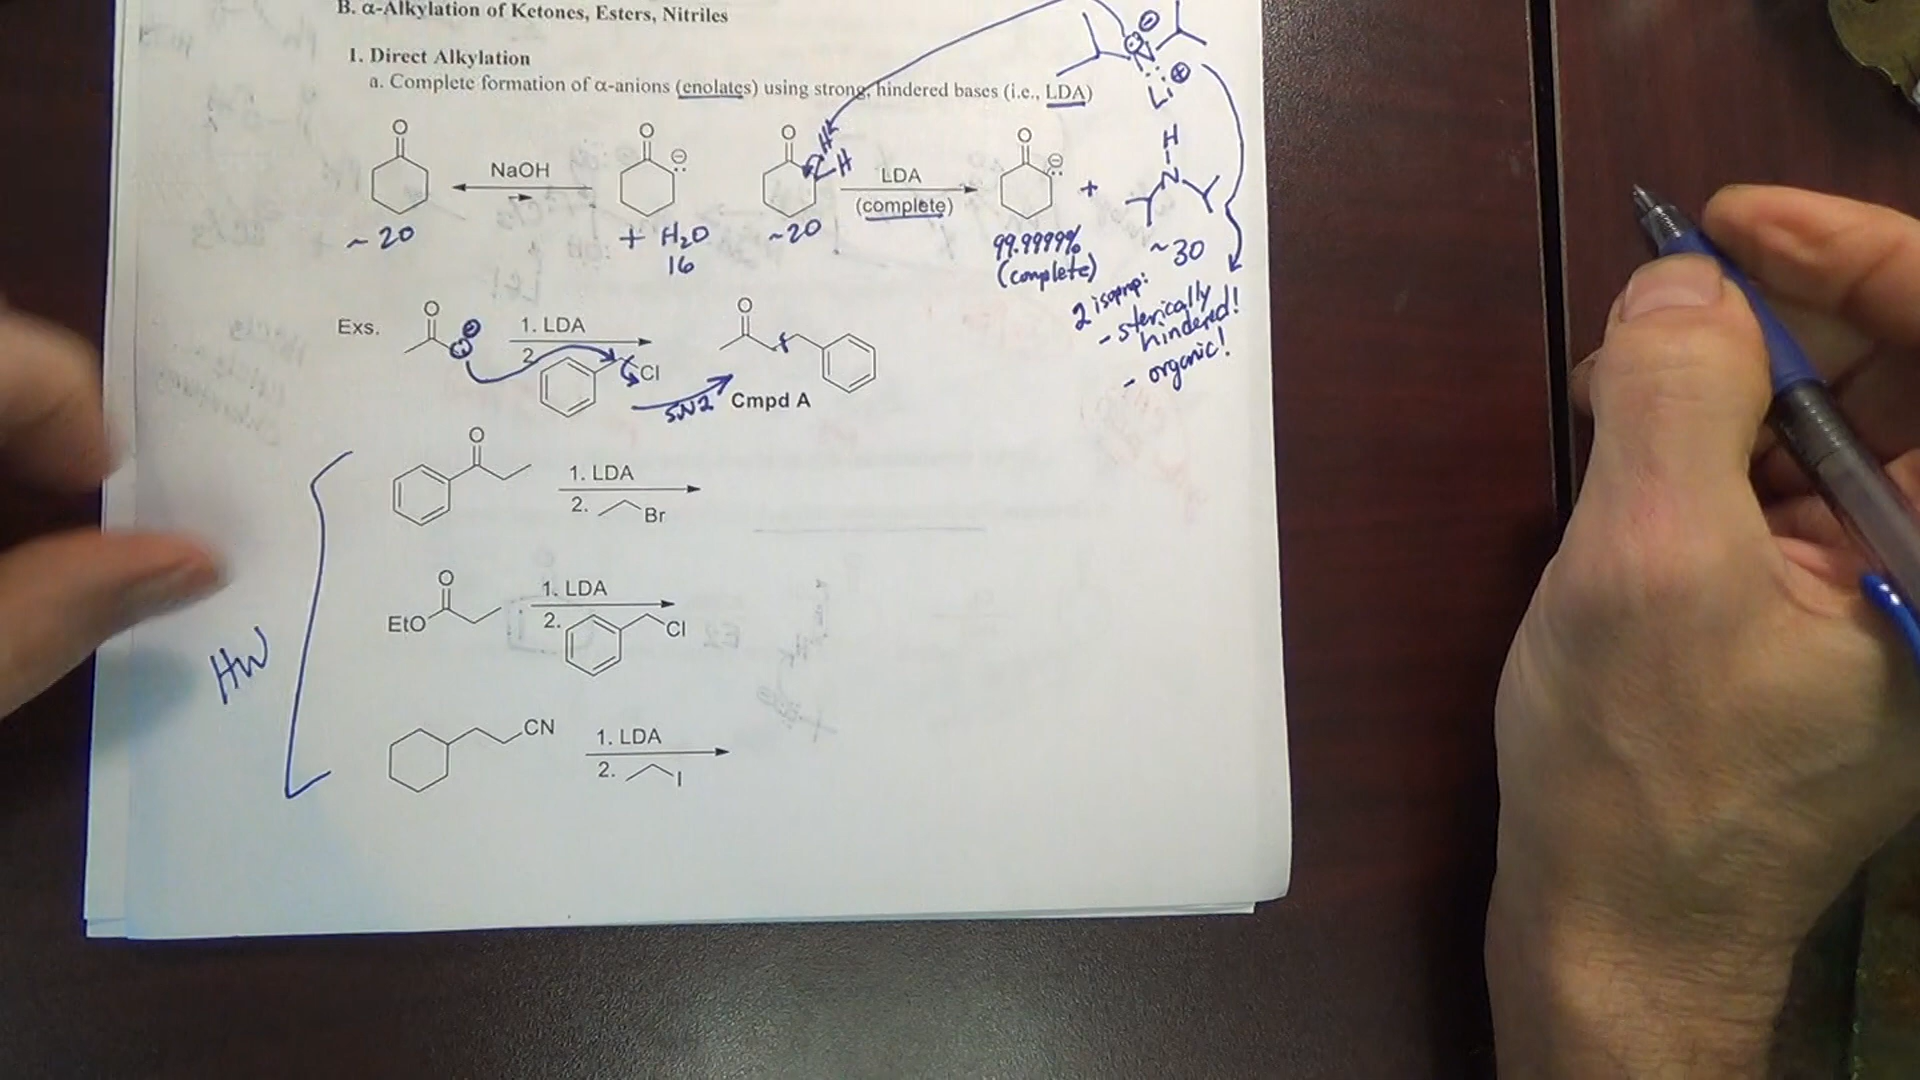 B. α-Alkylation of Ketones, Esters, Nitriles
1. Direct Alkylation
a. Complete formation of α-anions (enolates) using strong, hindered bases (i.e., LDA)
N
Li
O
NaOH
O
O
H
H
LDA
(complete)
O
+
H
N
~ 20
+ H2O
16
~20
99.9999%
(complete)
~30
2 isoprop:
- sterically
hindered!
- organic!
Exs.
O
1. LDA
2.
Cl
SN2
O
Cmpd A
HW
O
1. LDA
2.
Br
O
EtO
1. LDA
2.
Cl
CN
1. LDA
2.
I